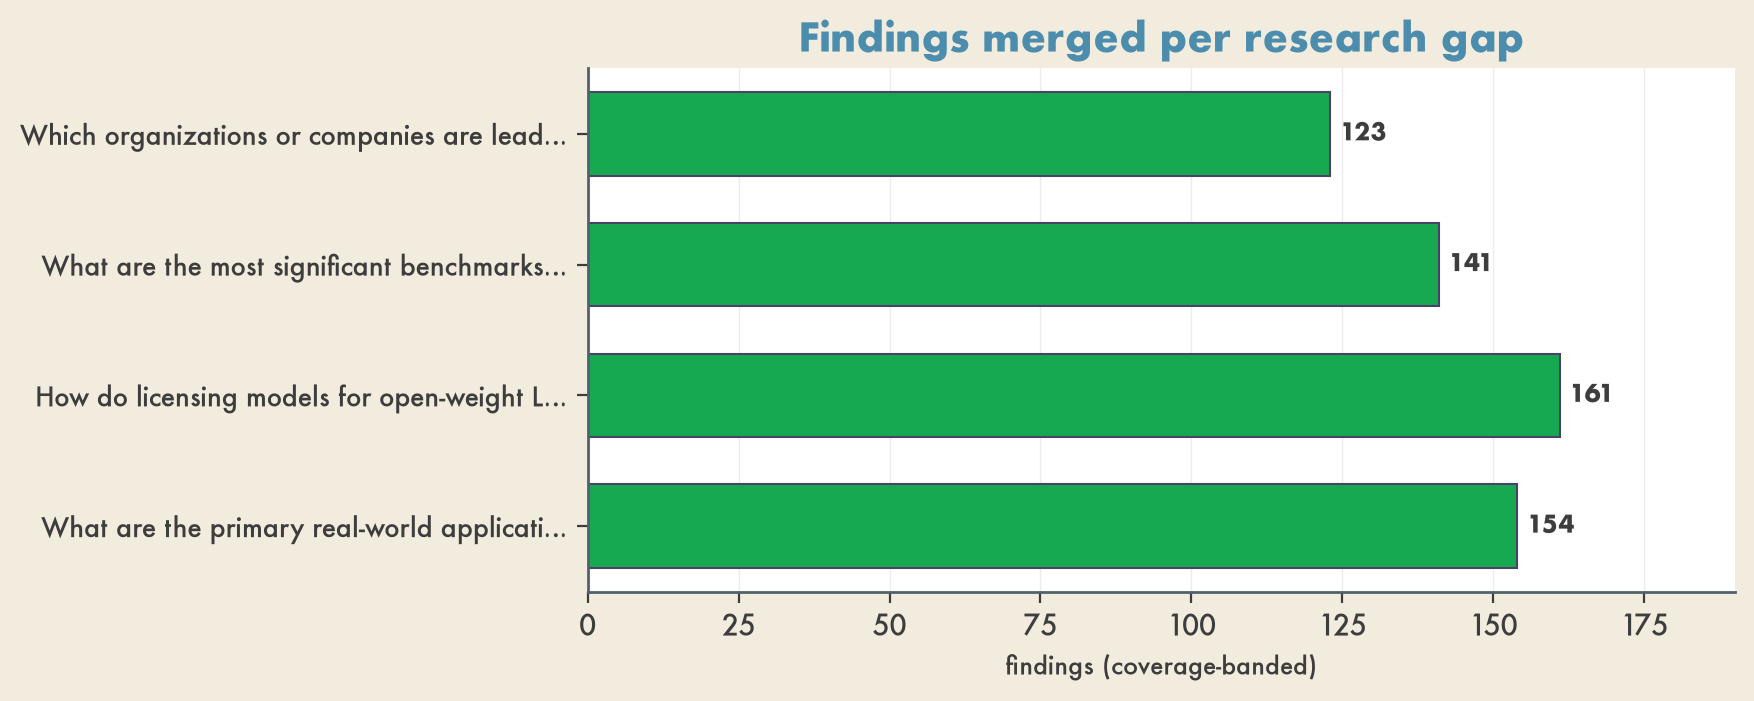 Findings merged per research gap
Which organizations or companies are lead...
123
What are the most significant benchmarks...
141
How do licensing models for open-weight L...
161
What are the primary real-world applicati...
154
0 25 50 75 100 125 150 175
findings (coverage-banded)